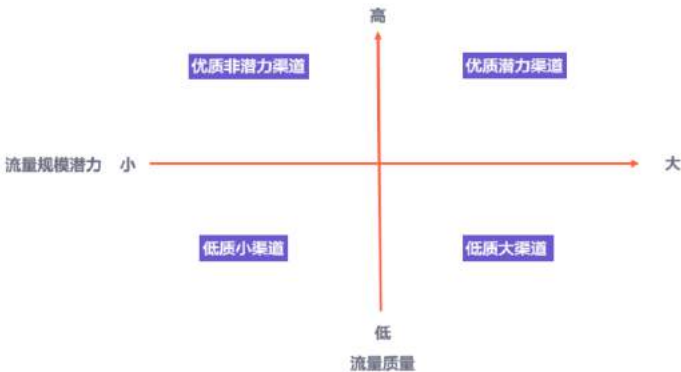 高
优质非潜力渠道
优质潜力渠道
流量规模潜力 小
大
低质小渠道
低质大渠道
低
流量质量